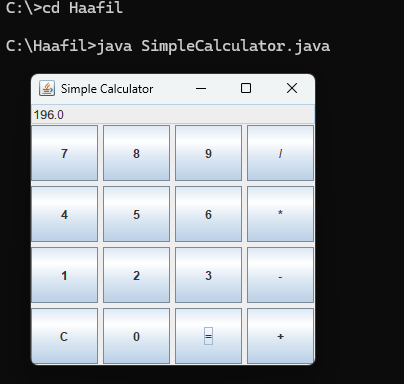 C:\>cd Haafil
C:\Haafil>java SimpleCalculator.java
Simple Calculator
196.0
7 8 9 /
4 5 6 *
1 2 3 -
C 0 = +